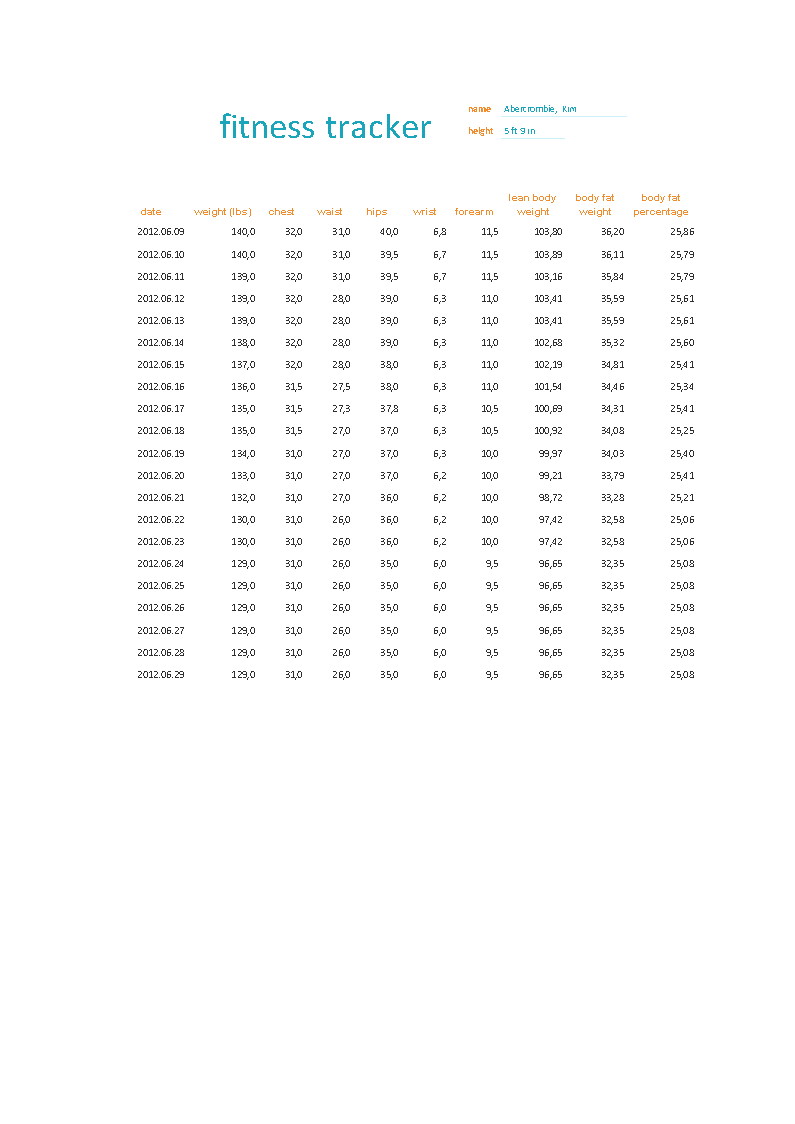 fitness tracker
name Abercrombie, Kim
height 5 ft 9 in
date weight (lbs) chest waist hips wrist forearm lean body weight body fat weight body fat percentage
2012.06.09 140,0 32,0 31,0 40,0 6,8 11,5 103,80 36,20 25,86
2012.06.10 140,0 32,0 31,0 39,5 6,7 11,5 103,89 36,11 25,79
2012.06.11 139,0 32,0 31,0 39,5 6,7 11,5 103,16 35,84 25,79
2012.06.12 139,0 32,0 28,0 39,0 6,3 11,0 103,41 35,59 25,61
2012.06.13 139,0 32,0 28,0 39,0 6,3 11,0 103,41 35,59 25,61
2012.06.14 138,0 32,0 28,0 39,0 6,3 11,0 102,68 35,32 25,60
2012.06.15 137,0 32,0 28,0 38,0 6,3 11,0 102,19 34,81 25,41
2012.06.16 136,0 31,5 27,5 38,0 6,3 11,0 101,54 34,46 25,34
2012.06.17 135,0 31,5 27,3 37,8 6,3 10,5 100,69 34,31 25,41
2012.06.18 135,0 31,5 27,0 37,0 6,3 10,5 100,92 34,08 25,25
2012.06.19 134,0 31,0 27,0 37,0 6,3 10,0 99,97 34,03 25,40
2012.06.20 133,0 31,0 27,0 37,0 6,2 10,0 99,21 33,79 25,41
2012.06.21 132,0 31,0 27,0 36,0 6,2 10,0 98,72 33,28 25,21
2012.06.22 130,0 31,0 26,0 36,0 6,2 10,0 97,42 32,58 25,06
2012.06.23 130,0 31,0 26,0 36,0 6,2 10,0 97,42 32,58 25,06
2012.06.24 129,0 31,0 26,0 35,0 6,0 9,5 96,65 32,35 25,08
2012.06.25 129,0 31,0 26,0 35,0 6,0 9,5 96,65 32,35 25,08
2012.06.26 129,0 31,0 26,0 35,0 6,0 9,5 96,65 32,35 25,08
2012.06.27 129,0 31,0 26,0 35,0 6,0 9,5 96,65 32,35 25,08
2012.06.28 129,0 31,0 26,0 35,0 6,0 9,5 96,65 32,35 25,08
2012.06.29 129,0 31,0 26,0 35,0 6,0 9,5 96,65 32,35 25,08